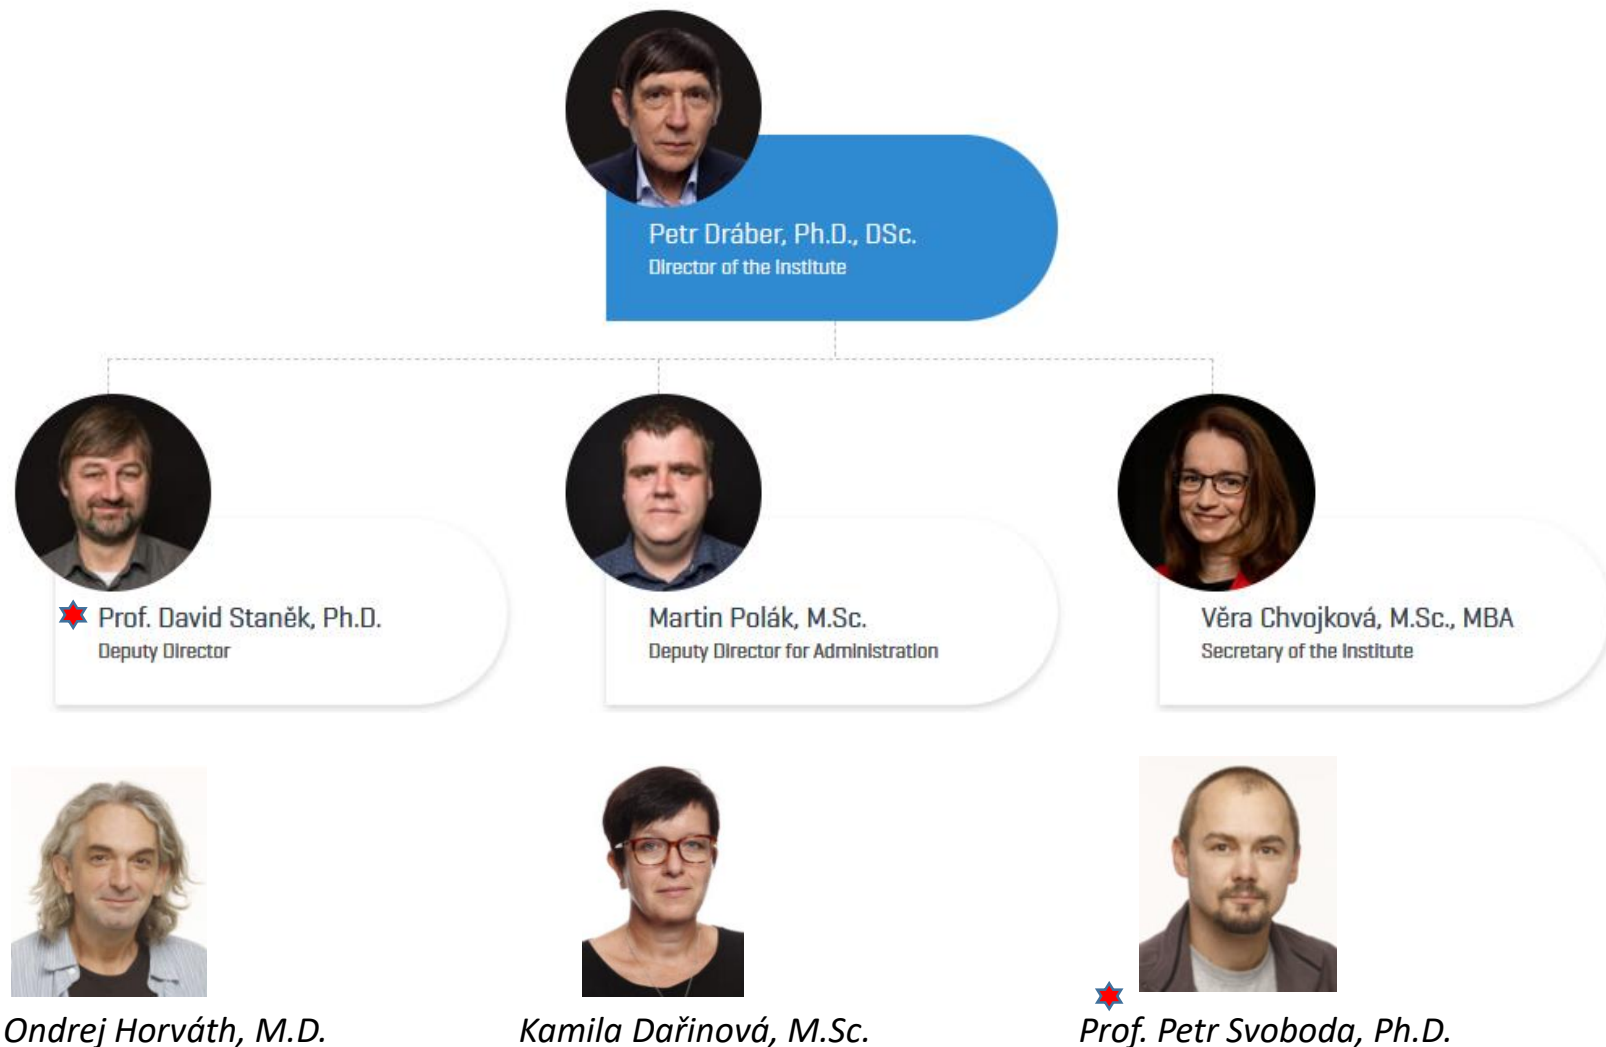 Petr Dráber, Ph.D., DSc.
Director of the Institute
Prof. David Staněk, Ph.D.
Deputy Director
Martin Polák, M.Sc.
Deputy Director for Administration
Věra Chvojková, M.Sc., MBA
Secretary of the Institute
Ondrej Horváth, M.D.
Kamila Dařinová, M.Sc.
Prof. Petr Svoboda, Ph.D.